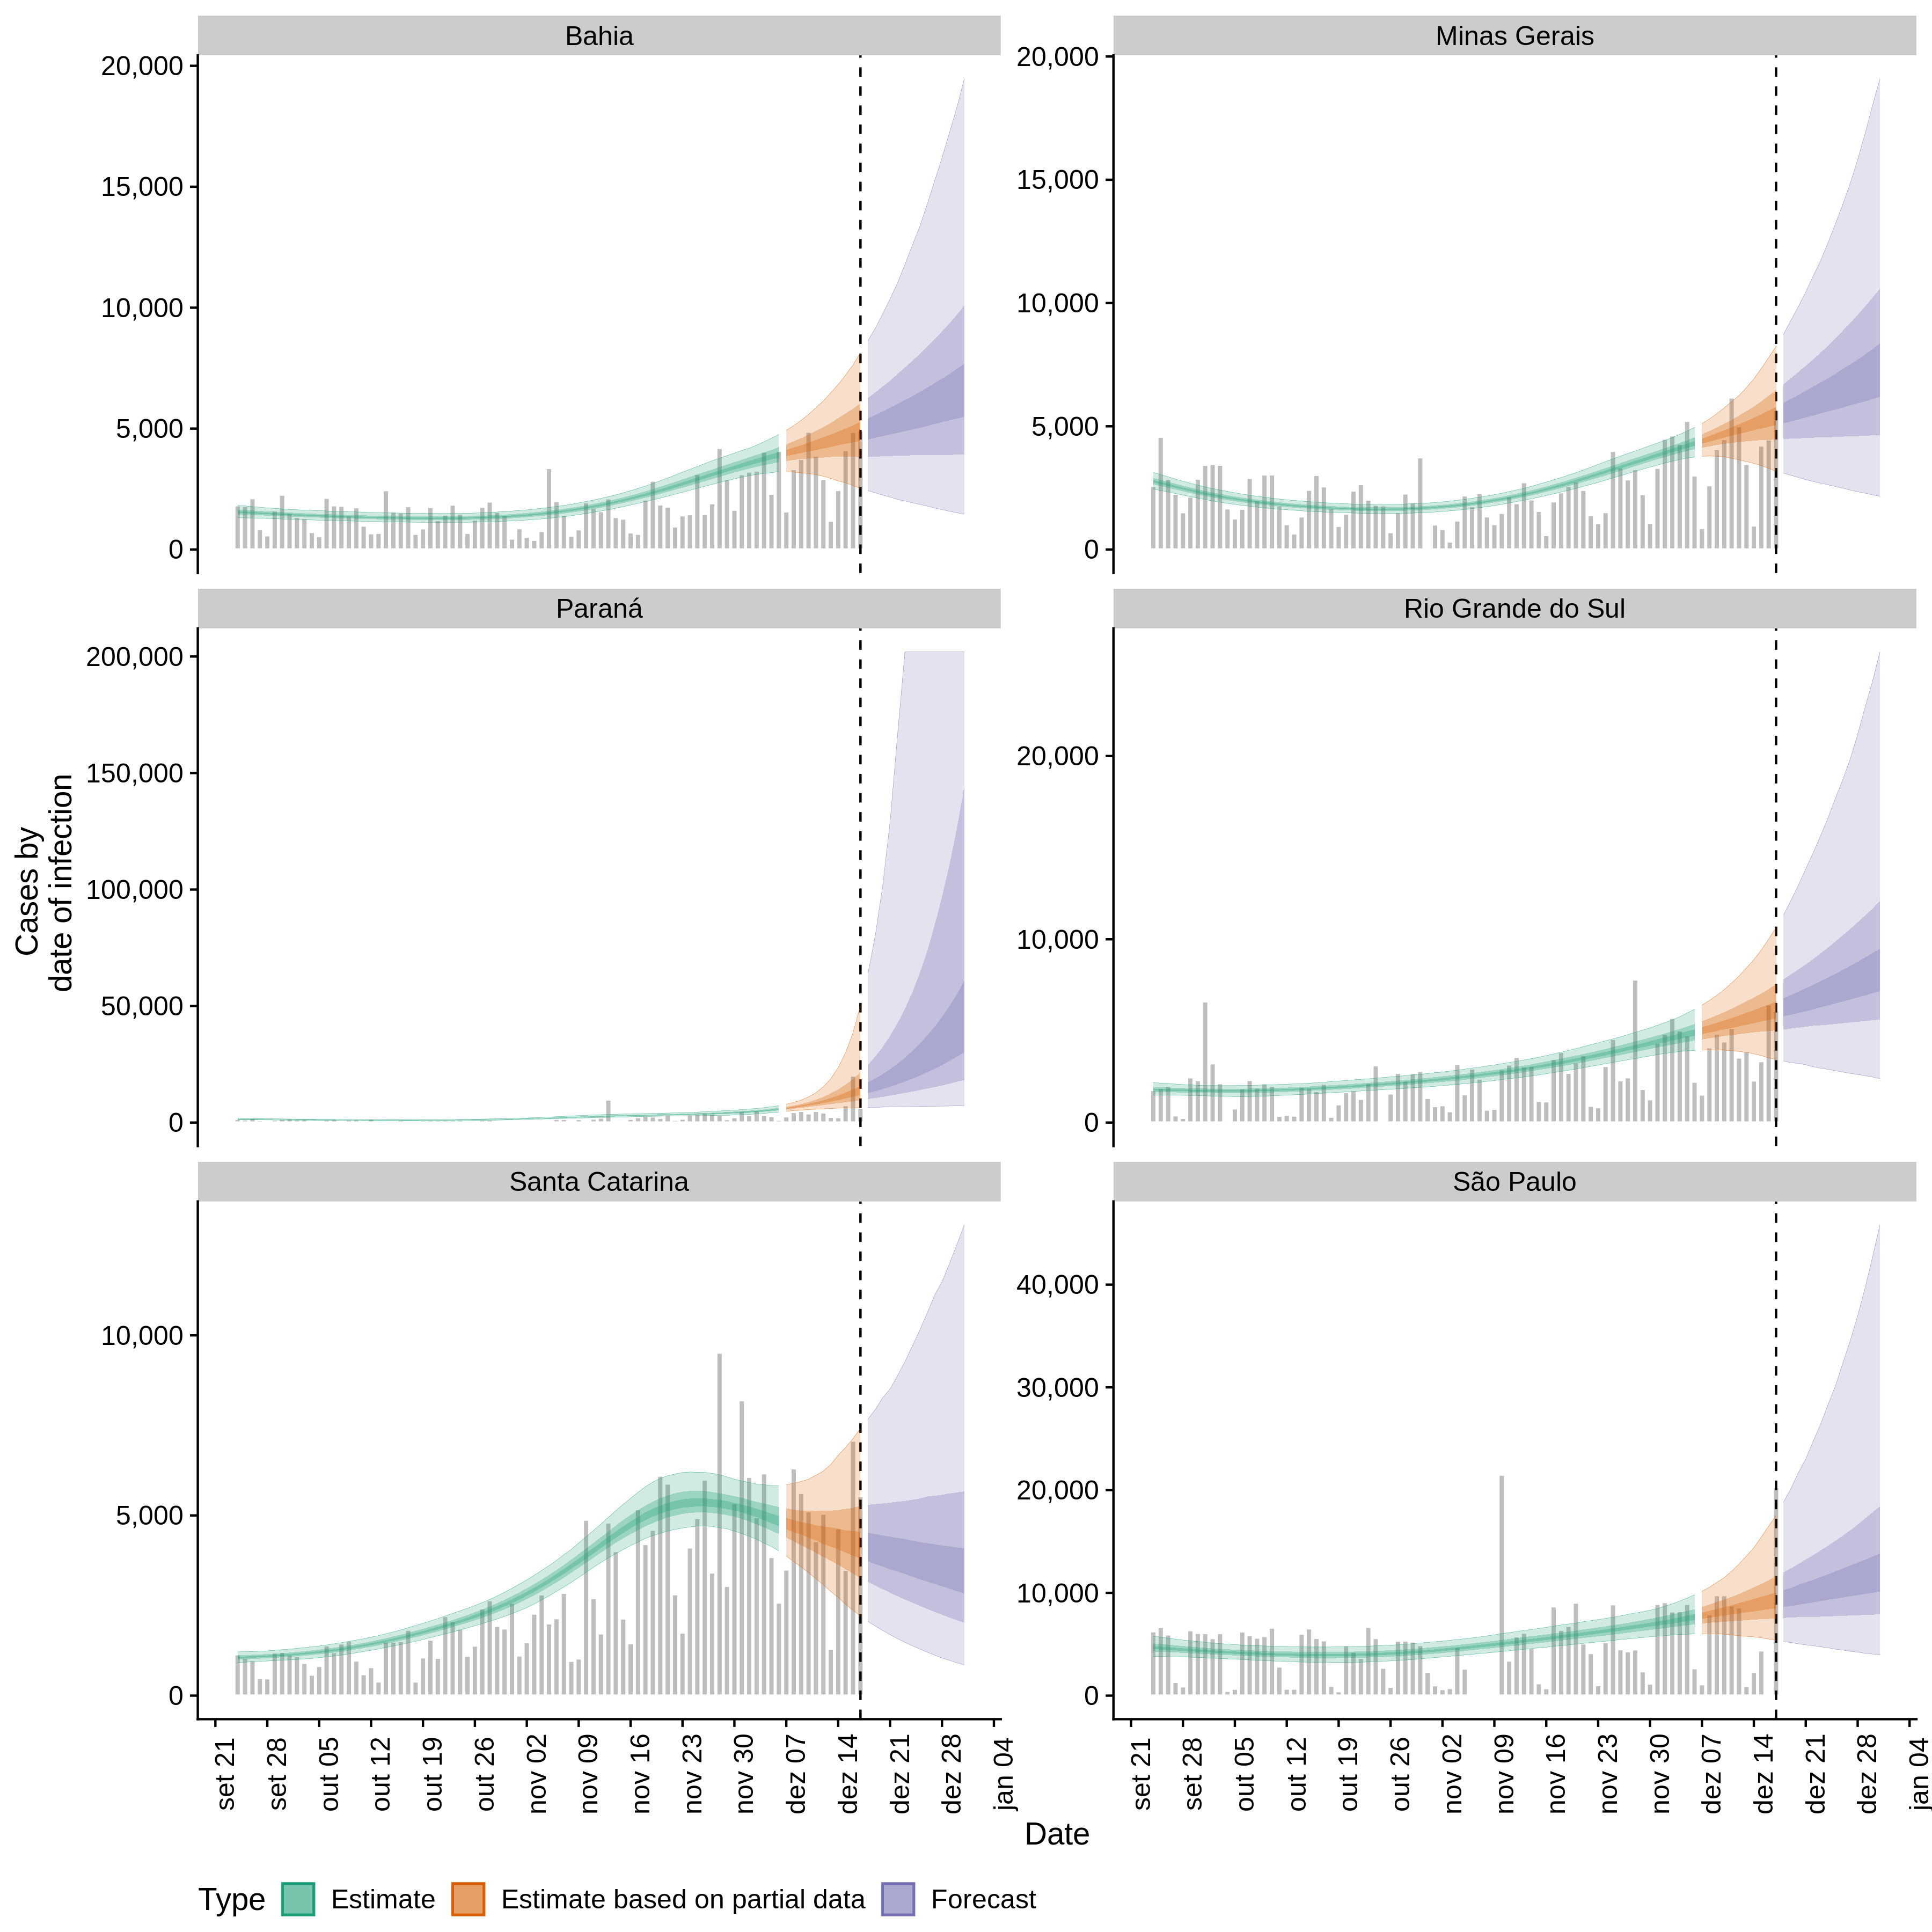 Bahia
Minas Gerais
20,000
15,000
10,000
5,000
0
20,000
15,000
10,000
5,000
0
Paraná
Rio Grande do Sul
200,000
150,000
100,000
50,000
0
20,000
10,000
0
Cases by
date of infection
Santa Catarina
São Paulo
10,000
5,000
0
40,000
30,000
20,000
10,000
0
set 21
set 28
out 05
out 12
out 19
out 26
nov 02
nov 09
nov 16
nov 23
nov 30
dez 07
dez 14
dez 21
dez 28
jan 04
set 21
set 28
out 05
out 12
out 19
out 26
nov 02
nov 09
nov 16
nov 23
nov 30
dez 07
dez 14
dez 21
dez 28
jan 04
Date
Type Estimate Estimate based on partial data Forecast